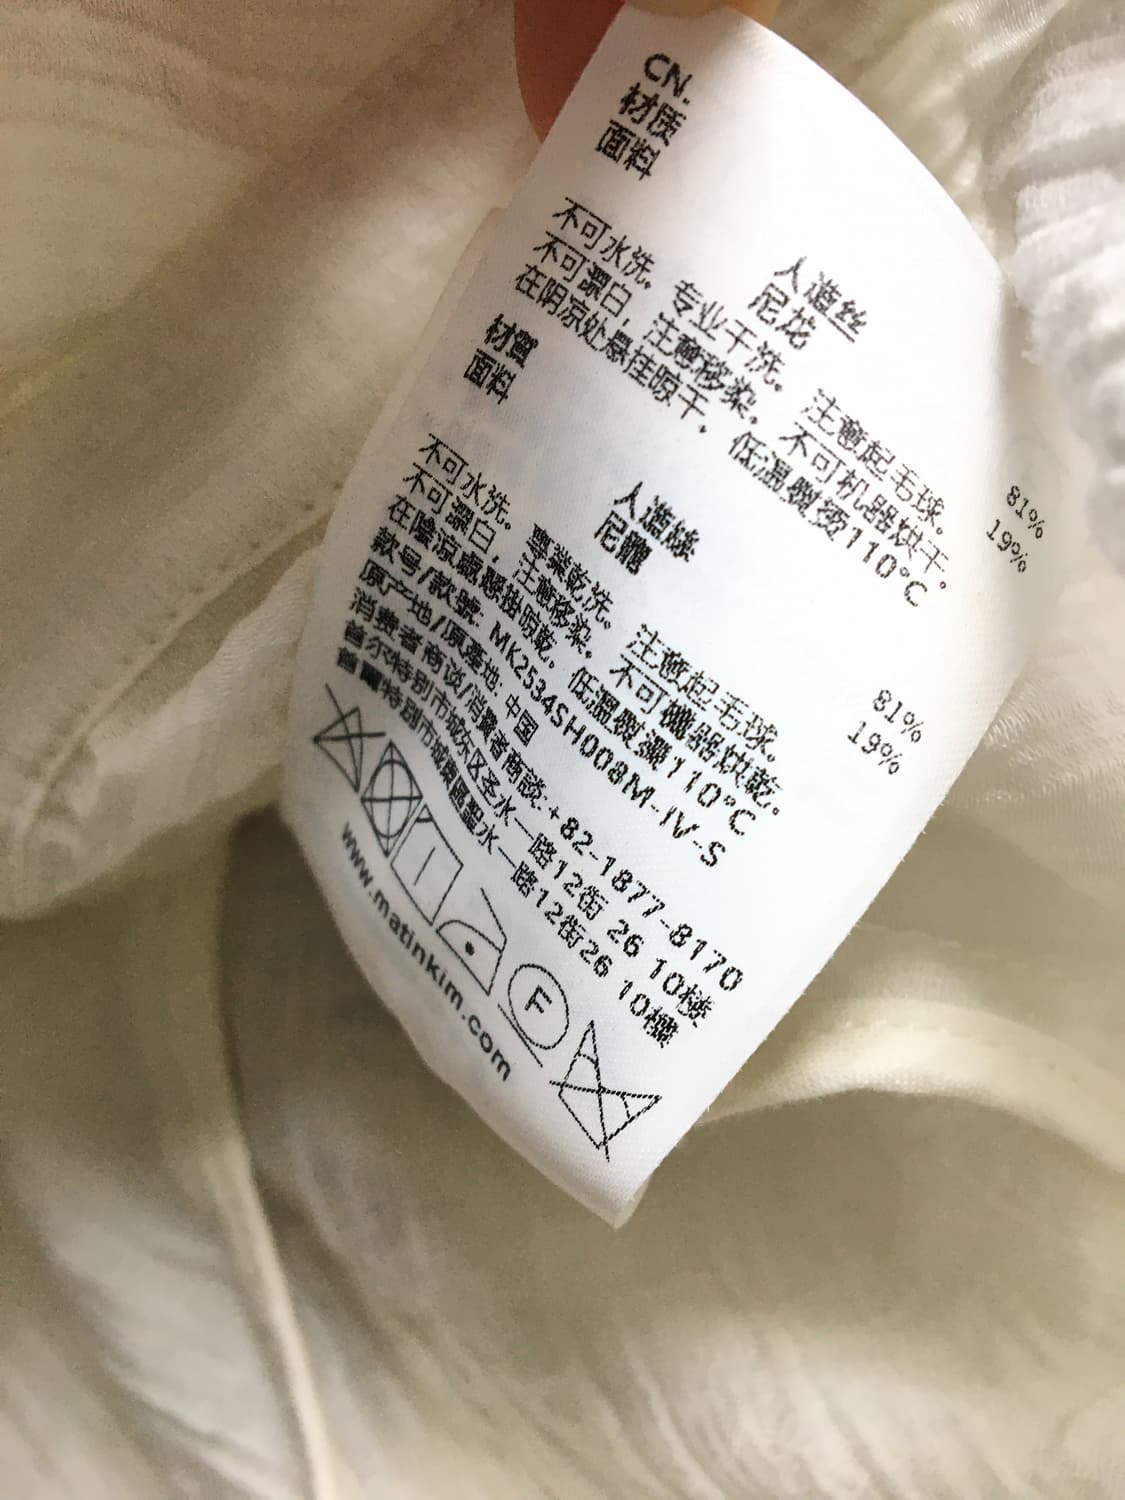 CN.
材质
面料
人造丝 81%
尼龙 19%
不可水洗。专业干洗。注意起毛球。
不可漂白,注意移染。不可机器烘干。
在阴凉处悬挂晾干。低温熨烫110°C
材質
面料
人造絲 81%
尼龍 19%
不可水洗。專業乾洗。注意起毛球。
不可漂白,注意移染。不可機器烘乾。
在陰涼處懸掛晾乾。低温熨燙110°C
款号/款號: MK2534SH008M-IV-S
原产地/原產地: 中国
消费者商谈/消費者商談:+82-1877-8170
首尔特别市城东区圣水一路12街 26 10楼
首爾特别市城東區聖水一路12街26 10樓
F
www.matinkim.com